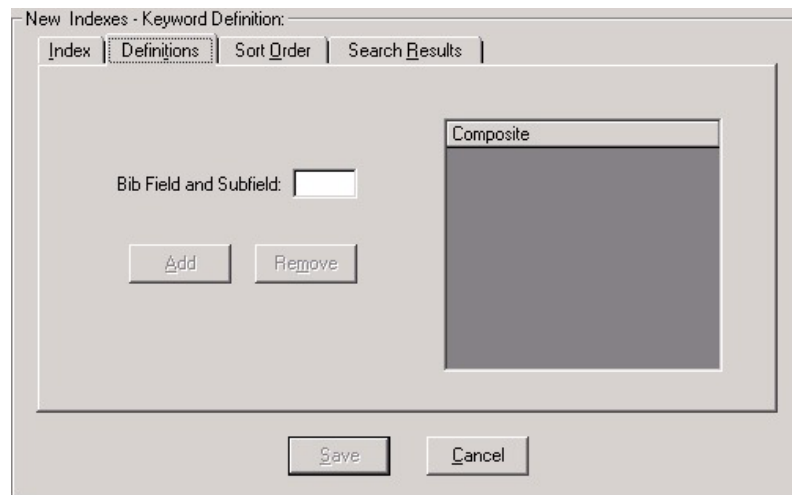 New Indexes - Keyword Definition:
Index Definitions Sort Order Search Results
Composite
Bib Field and Subfield:
Add Remove
Save Cancel